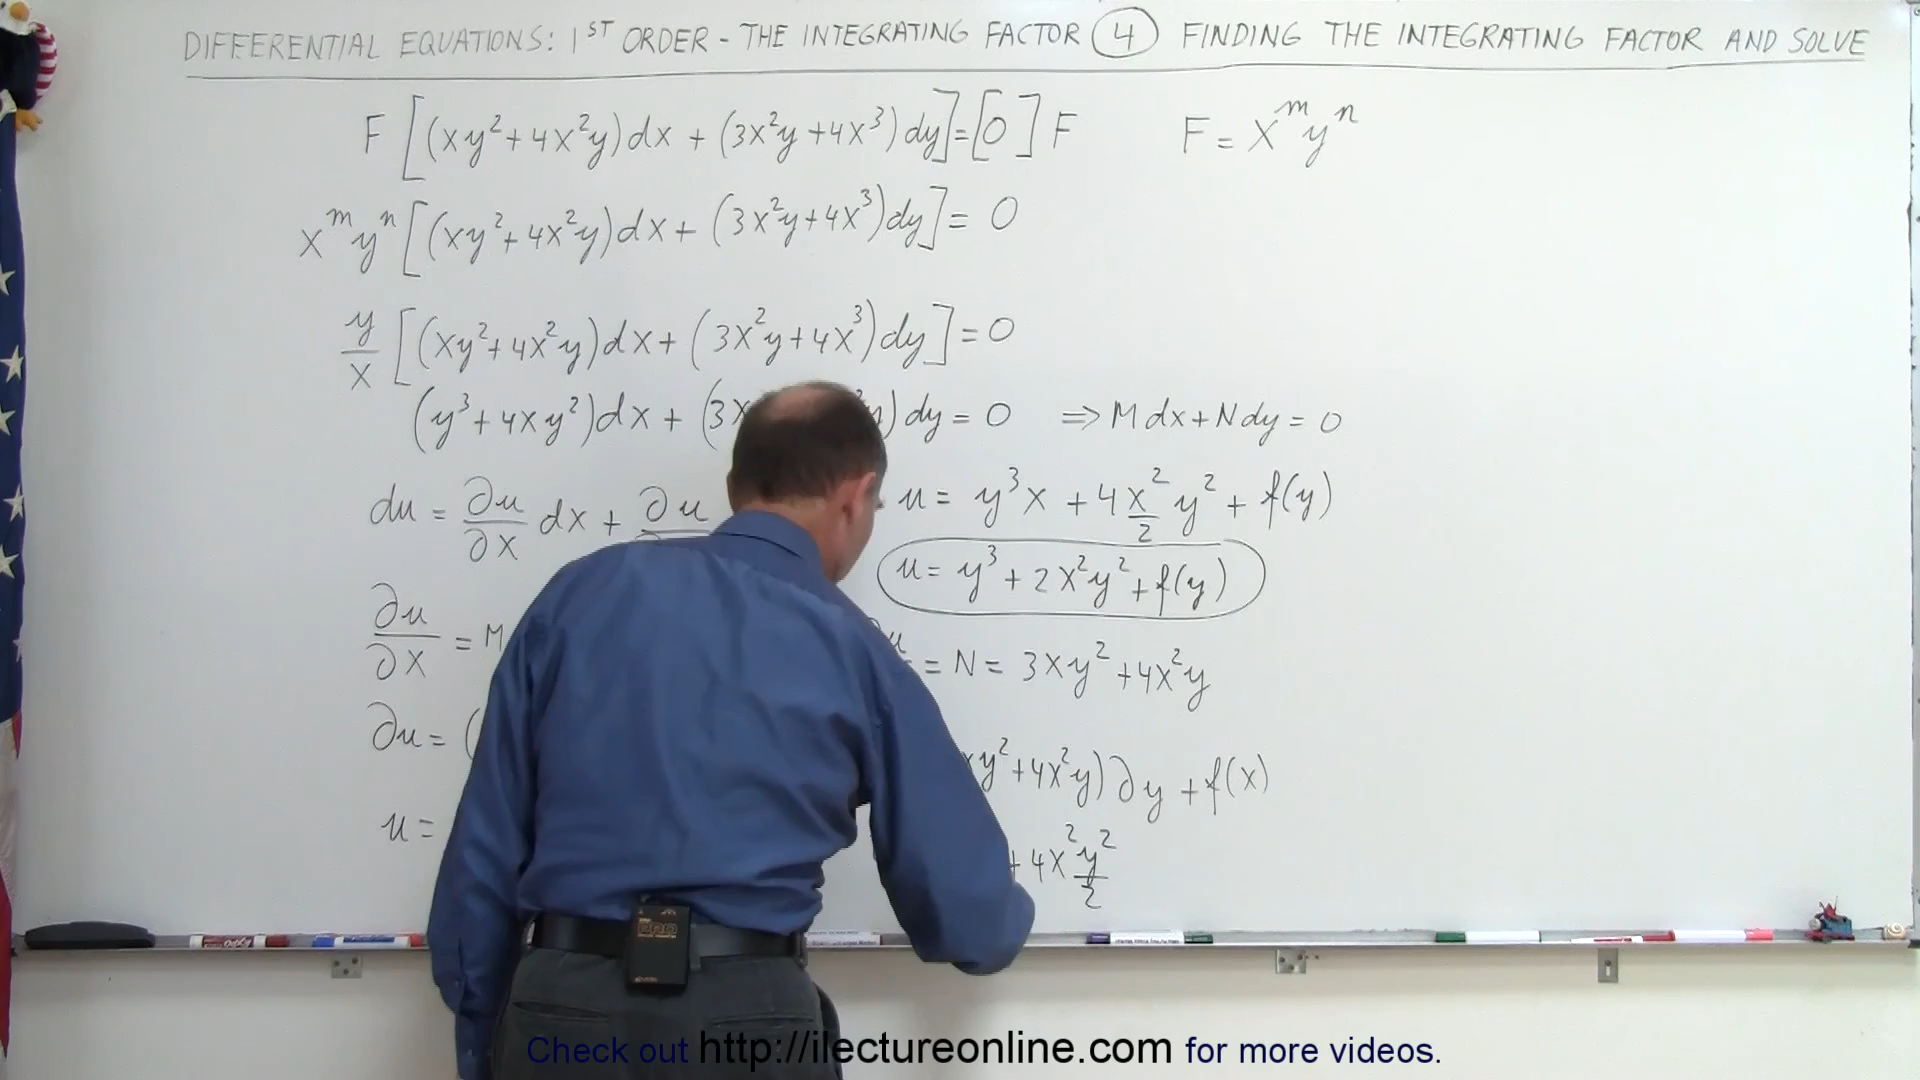 DIFFERENTIAL EQUATIONS: 1ST ORDER - THE INTEGRATING FACTOR 4 FINDING THE INTEGRATING FACTOR AND SOLVE
F [(xy²+4x²y)dx + (3x²y+4x³)dy]=[0]F F = x^m y^n
x^m y^n [(xy²+4x²y)dx + (3x²y+4x³)dy] = 0
y/x [(xy²+4x²y)dx + (3x²y+4x³)dy] = 0
(y³+4xy²)dx + (3x )dy = 0 ⇒ M dx + N dy = 0
du = ∂u/∂x dx + ∂u
u = y³x + 4 x²/2 y² + f(y)
u = y³ + 2x²y² + f(y)
∂u/∂x = M
= N = 3xy² + 4x²y
∂u = (
y² + 4x²y)∂y + f(x)
u =
+ 4x² y²/2
Check out http://ilectureonline.com for more videos.